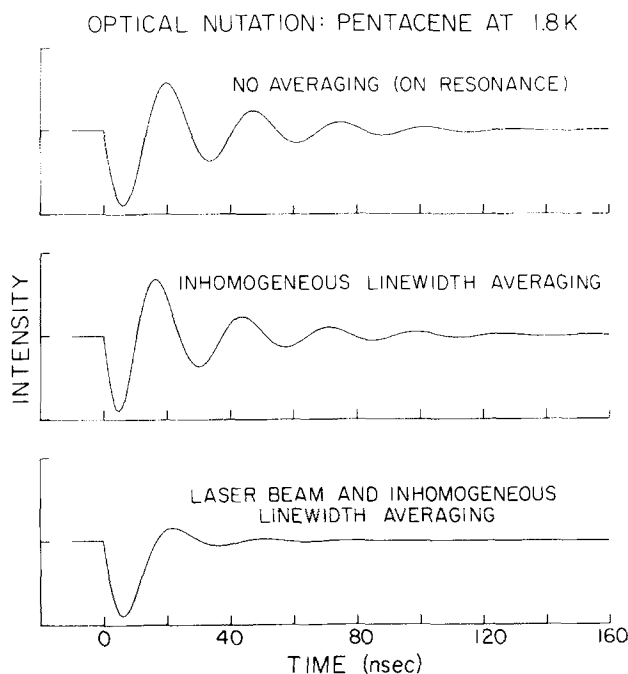 OPTICAL NUTATION: PENTACENE AT 1.8K
NO AVERAGING (ON RESONANCE)
INHOMOGENEOUS LINEWIDTH AVERAGING
LASER BEAM AND INHOMOGENEOUS
LINEWIDTH AVERAGING
INTENSITY
0 40 80 120 160
TIME (nsec)